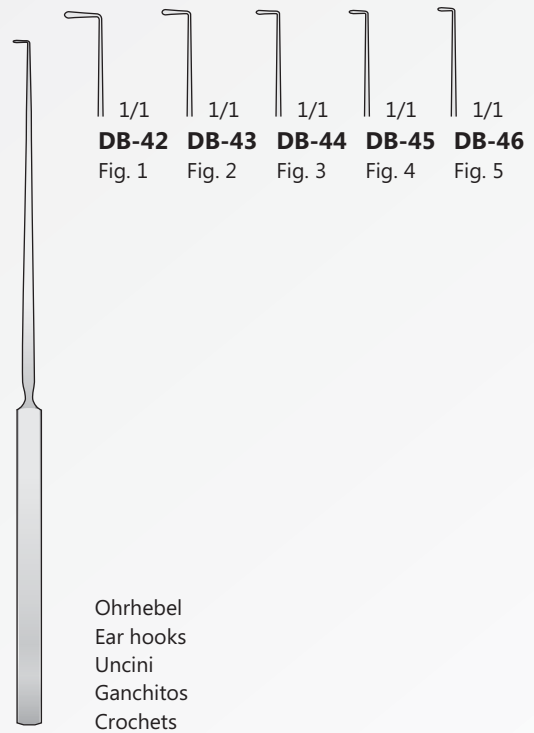 1/1 1/1 1/1 1/1 1/1
DB-42 DB-43 DB-44 DB-45 DB-46
Fig. 1 Fig. 2 Fig. 3 Fig. 4 Fig. 5
Ohrhebel
Ear hooks
Uncini
Ganchitos
Crochets